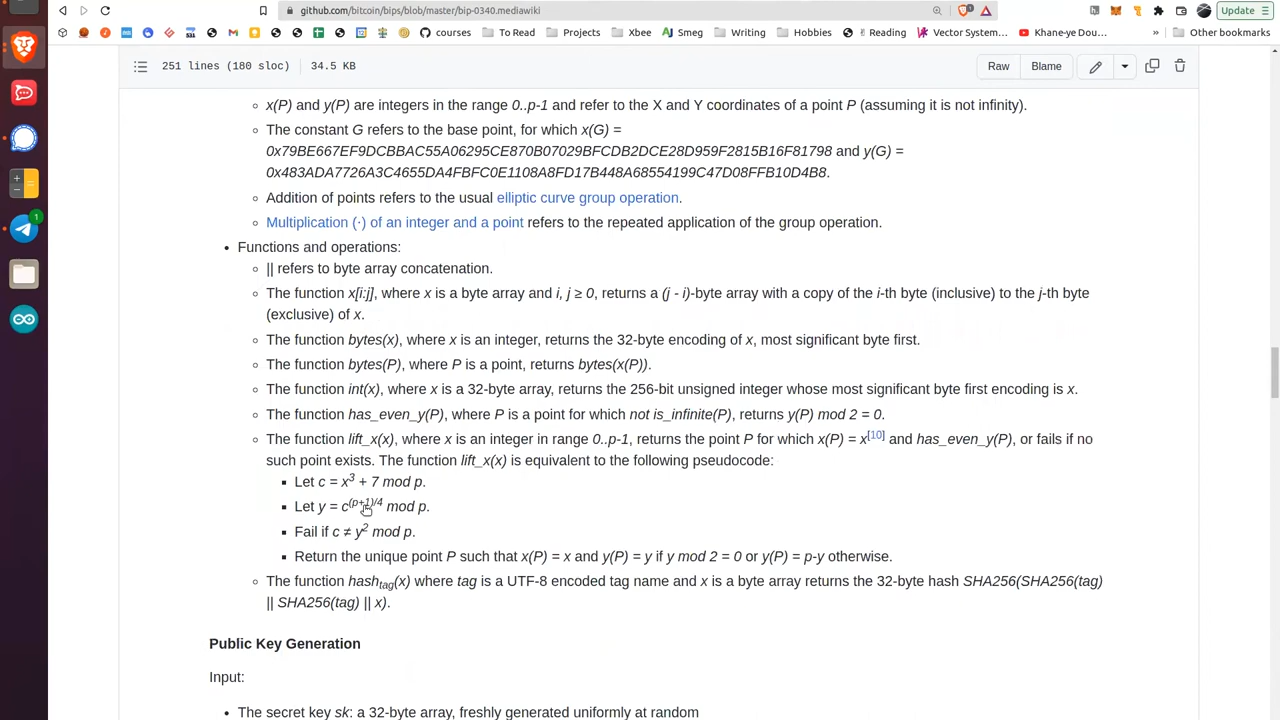 github.com/bitcoin/bips/blob/master/bip-0340.mediawiki
1
Update
courses To Read Projects Xbee Smeg Writing Hobbies Reading Vector System... Khane-ye Dou... » Other bookmarks
251 lines (180 sloc) 34.5 KB
Raw Blame
x(P) and y(P) are integers in the range 0..p-1 and refer to the X and Y coordinates of a point P (assuming it is not infinity).
The constant G refers to the base point, for which x(G) =
0x79BE667EF9DCBBAC55A06295CE870B07029BFCDB2DCE28D959F2815B16F81798 and y(G) =
0x483ADA7726A3C4655DA4FBFC0E1108A8FD17B448A68554199C47D08FFB10D4B8.
Addition of points refers to the usual elliptic curve group operation.
1
Multiplication (⋅) of an integer and a point refers to the repeated application of the group operation.
Functions and operations:
|| refers to byte array concatenation.
The function x[i:j], where x is a byte array and i, j ≥ 0, returns a (j - i)-byte array with a copy of the i-th byte (inclusive) to the j-th byte
(exclusive) of x.
The function bytes(x), where x is an integer, returns the 32-byte encoding of x, most significant byte first.
The function bytes(P), where P is a point, returns bytes(x(P)).
The function int(x), where x is a 32-byte array, returns the 256-bit unsigned integer whose most significant byte first encoding is x.
The function has_even_y(P), where P is a point for which not is_infinite(P), returns y(P) mod 2 = 0.
The function lift_x(x), where x is an integer in range 0..p-1, returns the point P for which x(P) = x[10] and has_even_y(P), or fails if no
such point exists. The function lift_x(x) is equivalent to the following pseudocode:
Let c = x³ + 7 mod p.
Let y = c^(p+1)/4 mod p.
Fail if c ≠ y² mod p.
Return the unique point P such that x(P) = x and y(P) = y if y mod 2 = 0 or y(P) = p-y otherwise.
The function hash_tag(x) where tag is a UTF-8 encoded tag name and x is a byte array returns the 32-byte hash SHA256(SHA256(tag)
|| SHA256(tag) || x).
Public Key Generation
Input:
The secret key sk: a 32-byte array, freshly generated uniformly at random